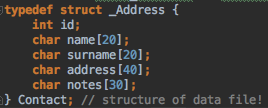 typedef struct _Address {
int id;
char name[20];
char surname[20];
char address[40];
char notes[30];
} Contact; // structure of data file!